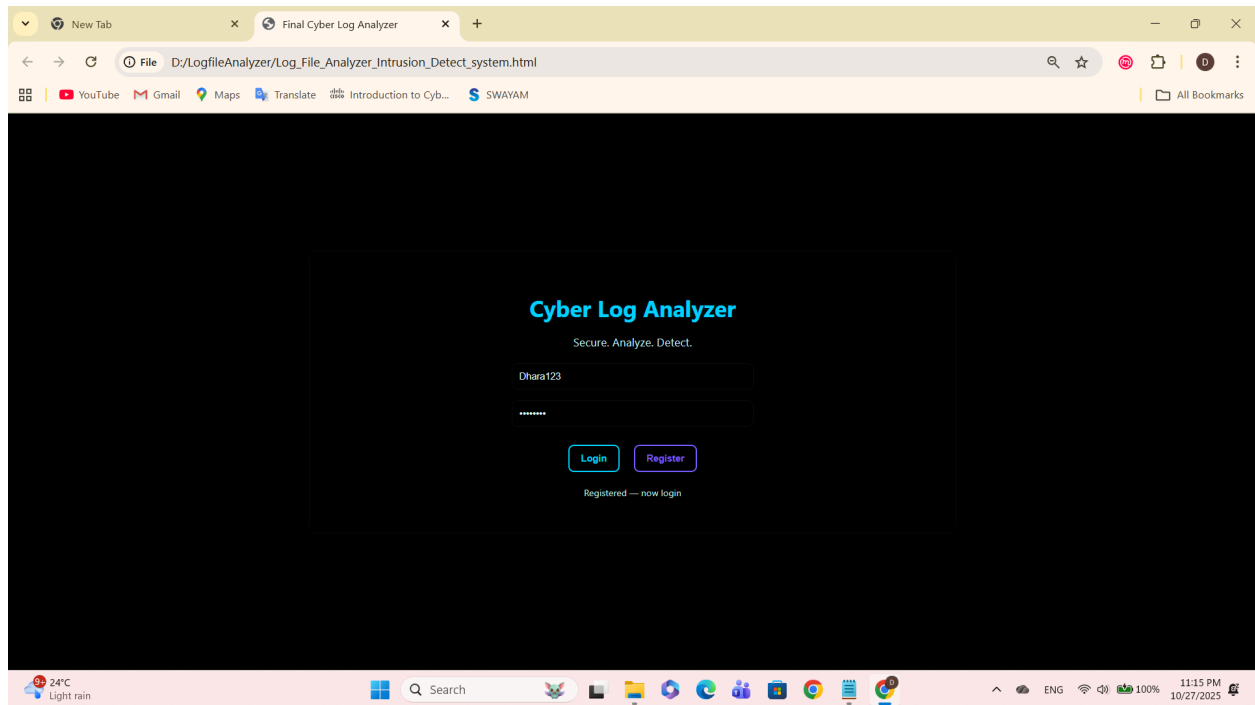 New Tab
Final Cyber Log Analyzer
File D:/LogfileAnalyzer/Log_File_Analyzer_Intrusion_Detect_system.html
D
YouTube Gmail Maps Translate Introduction to Cyb... SWAYAM All Bookmarks
Cyber Log Analyzer
Secure. Analyze. Detect.
Dhara123
••••••••
Login Register
Registered — now login
9+ 24°C
Light rain
Search
D
ENG 100%
11:15 PM
10/27/2025